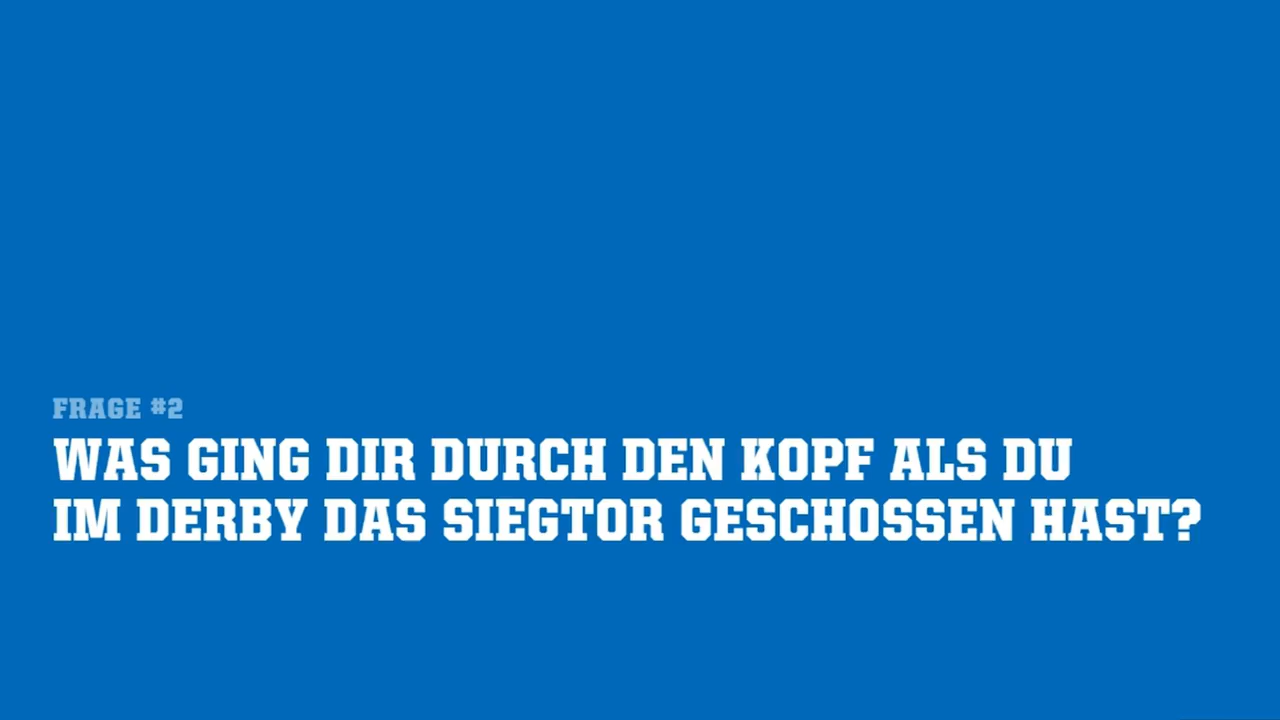 FRAGE #2
WAS GING DIR DURCH DEN KOPF ALS DU
IM DERBY DAS SIEGTOR GESCHOSSEN HAST?